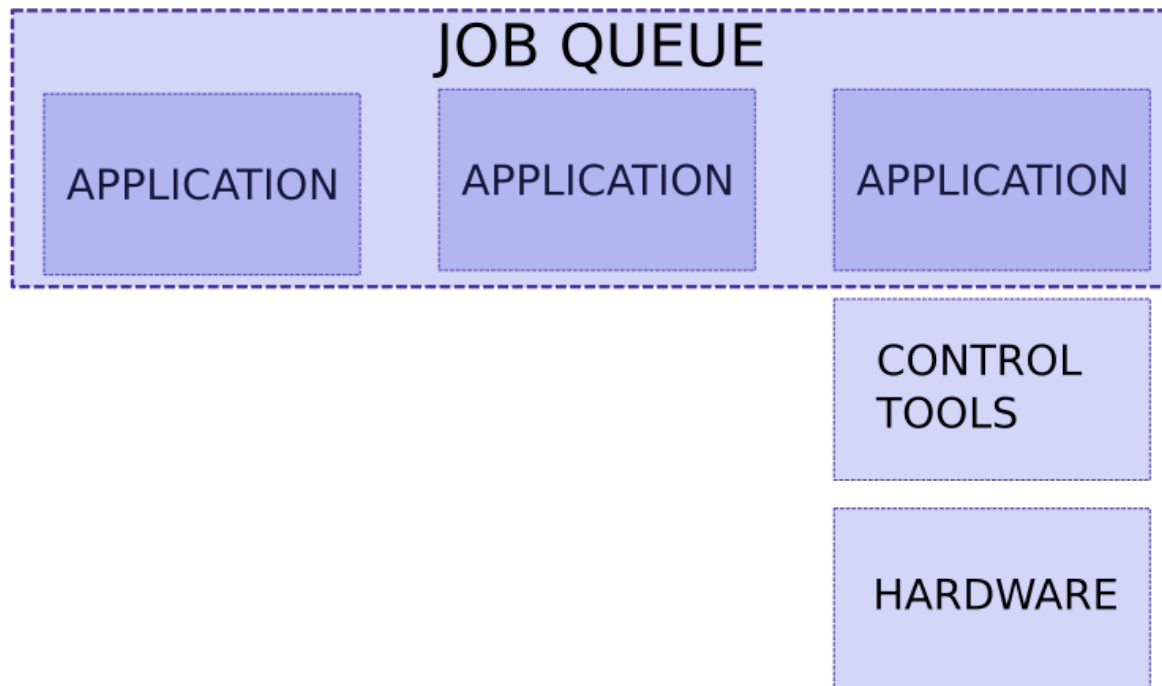 JOB QUEUE
APPLICATION
APPLICATION
APPLICATION
CONTROL
TOOLS
HARDWARE